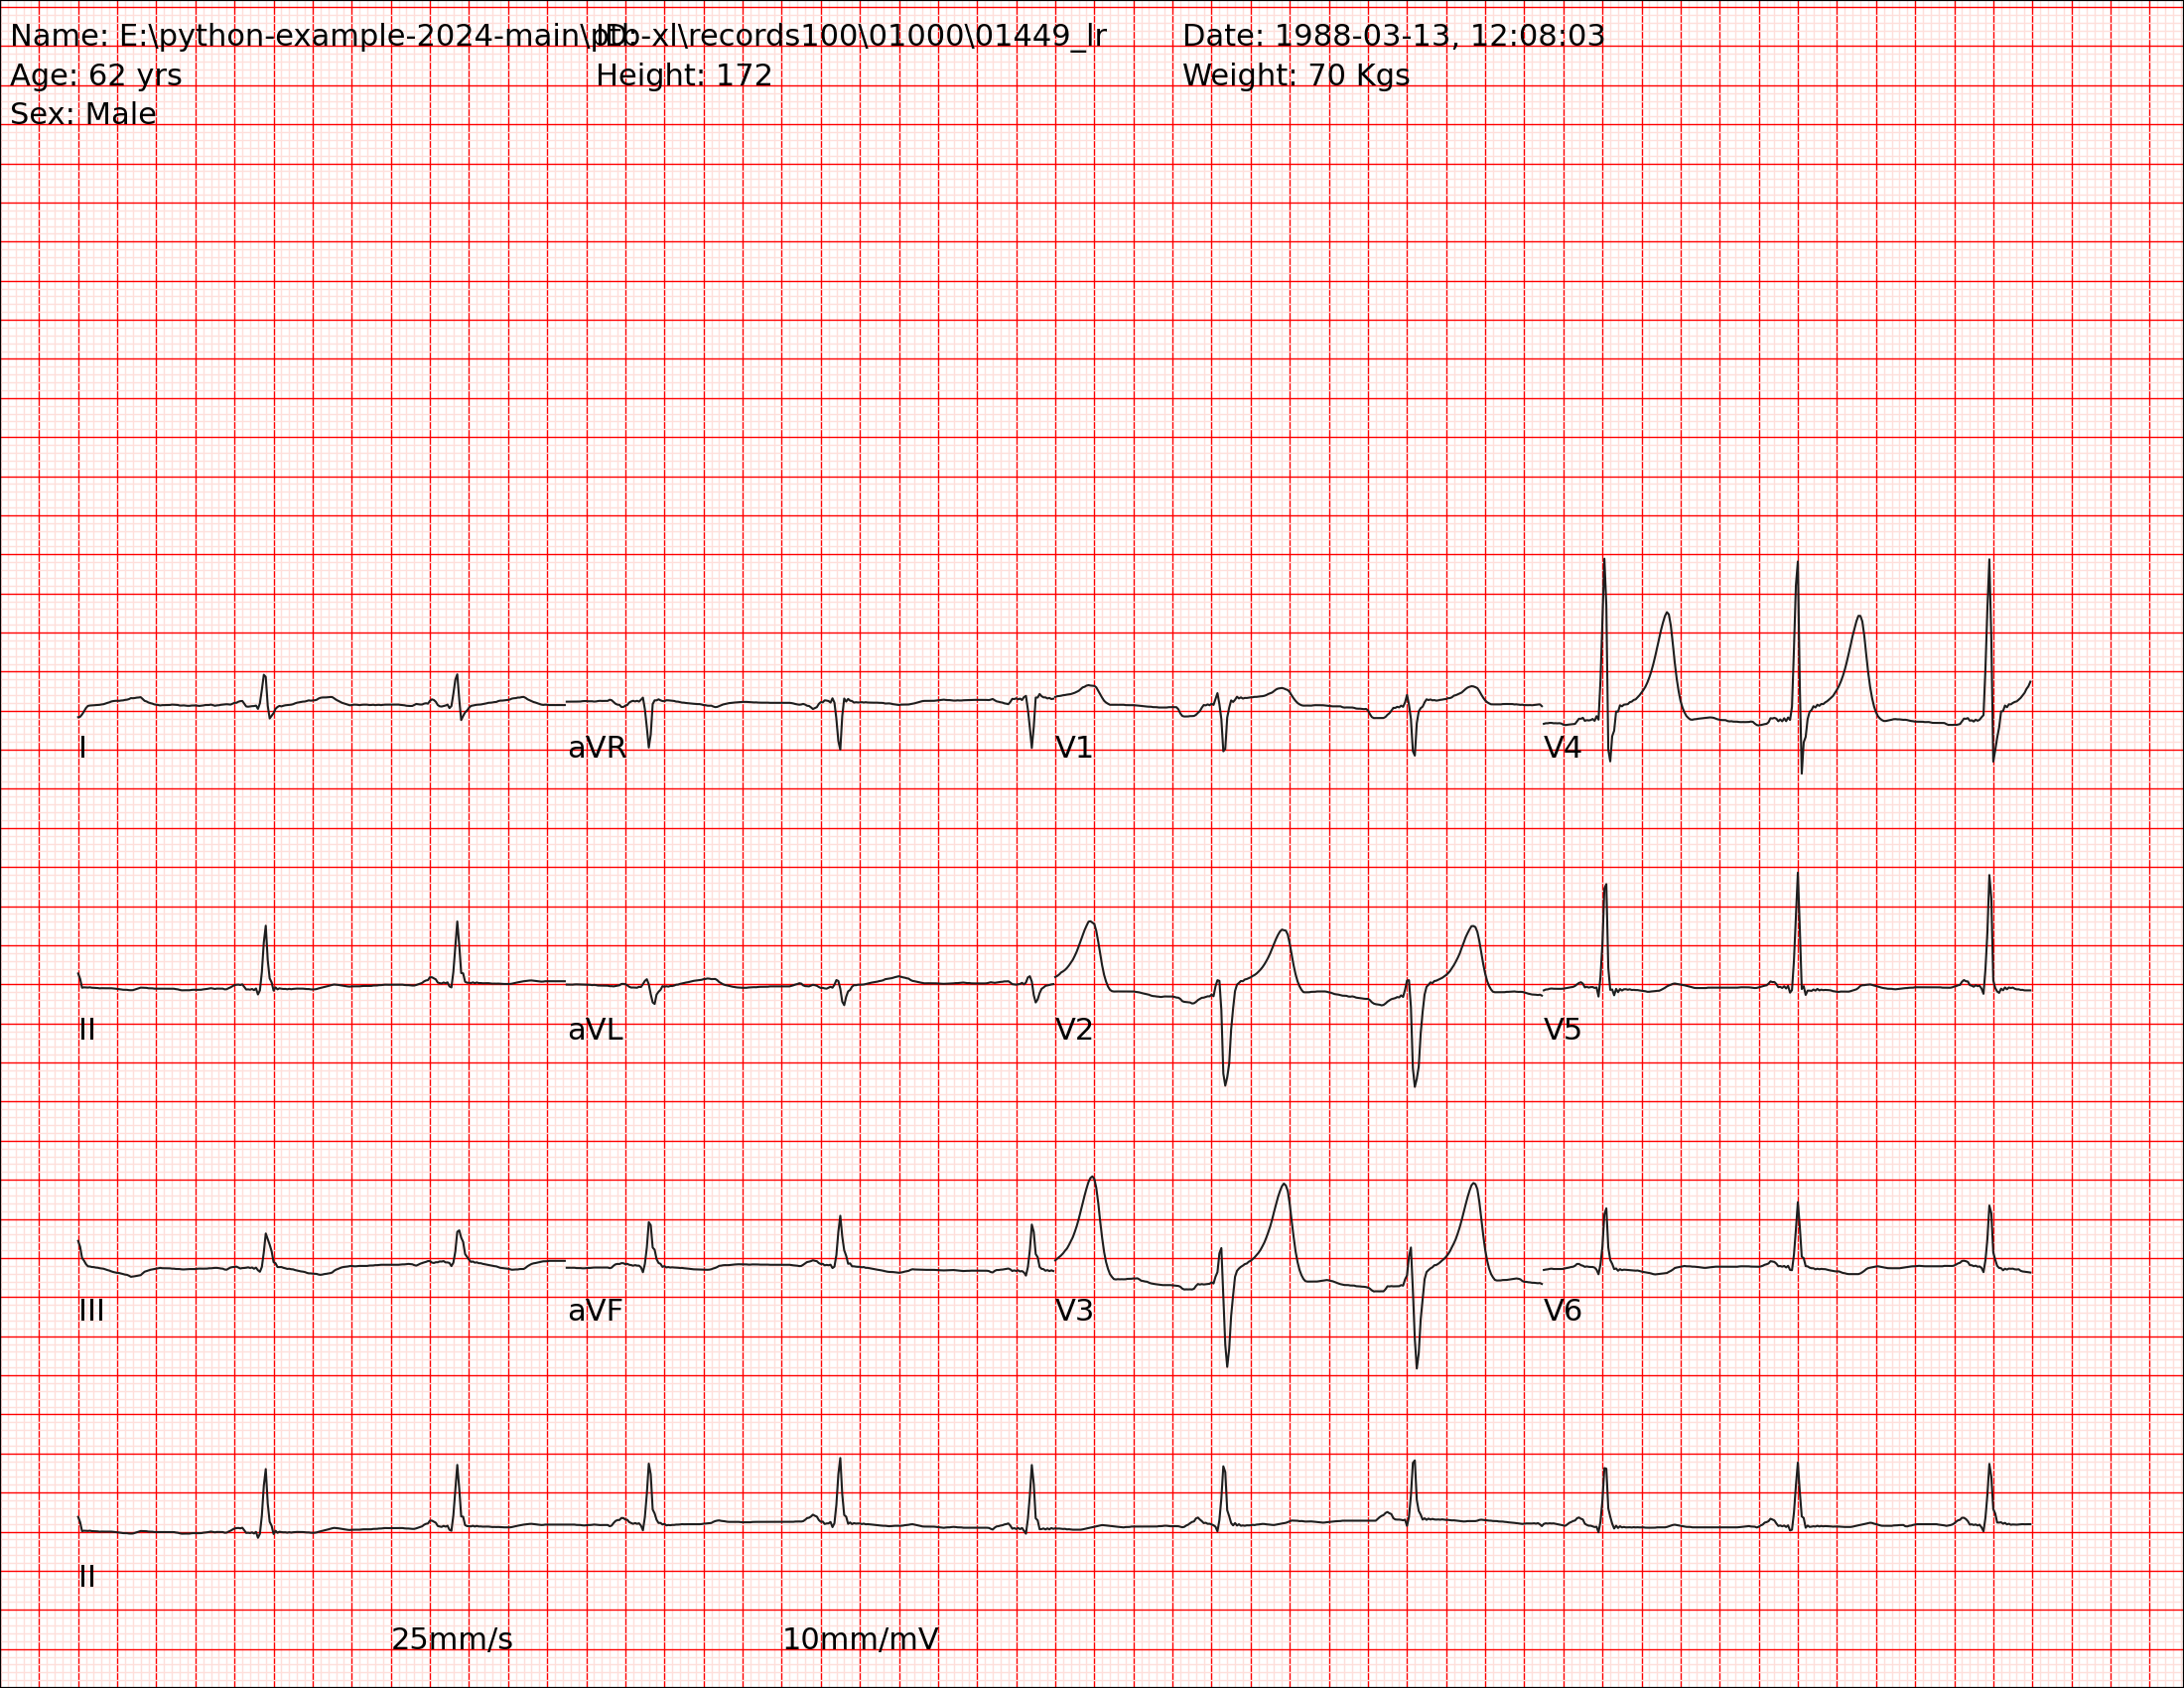 Name: E:\python-example-2024-main\ptb-xl\records100\01000\01449_lr ID: Date: 1988-03-13, 12:08:03
Age: 62 yrs Height: 172 Weight: 70 Kgs
Sex: Male
I aVR V1 V4
II aVL V2 V5
III aVF V3 V6
II
25mm/s 10mm/mV